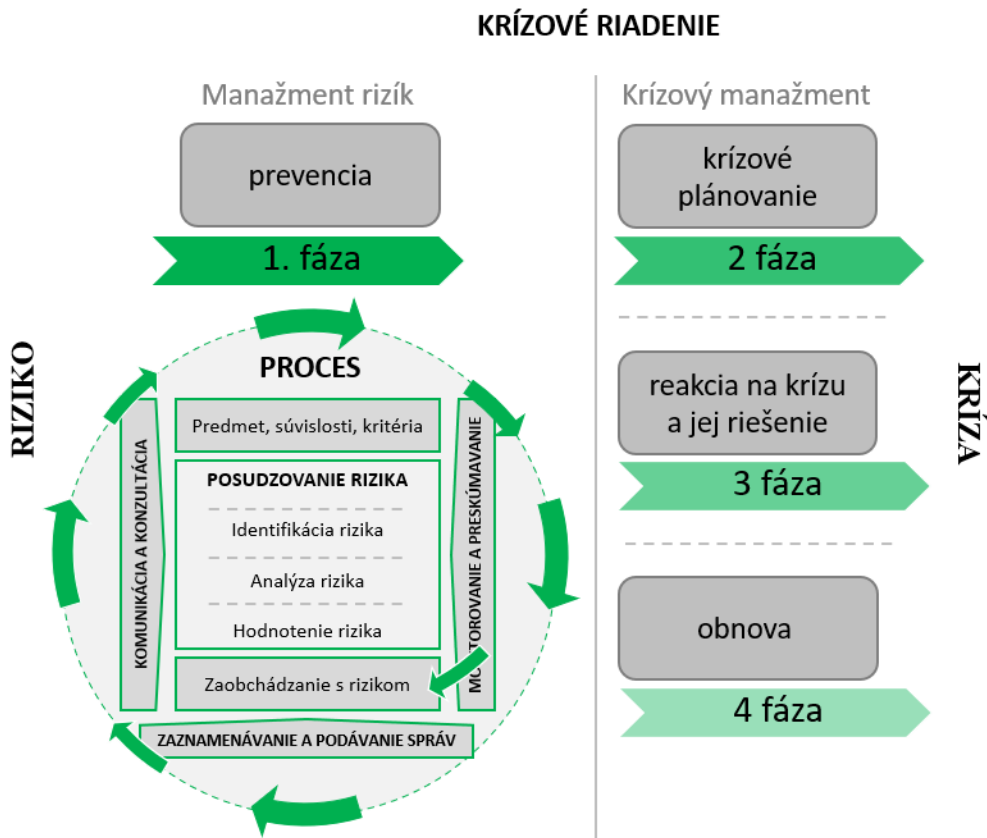 KRÍZOVÉ RIADENIE
Manažment rizík
prevencia
1. fáza
RIZIKO
PROCES
KOMUNIKÁCIA A KONZULTÁCIA
Predmet, súvislosti, kritéria
POSUDZOVANIE RIZIKA
Identifikácia rizika
Analýza rizika
Hodnotenie rizika
Zaobchádzanie s rizikom
A PRESKÚMAVANIE
ZAZNAMENÁVANIE A PODÁVANIE SPRÁV
Krízový manažment
krízové
plánovanie
2 fáza
reakcia na krízu
a jej riešenie
3 fáza
obnova
4 fáza
KRÍZA